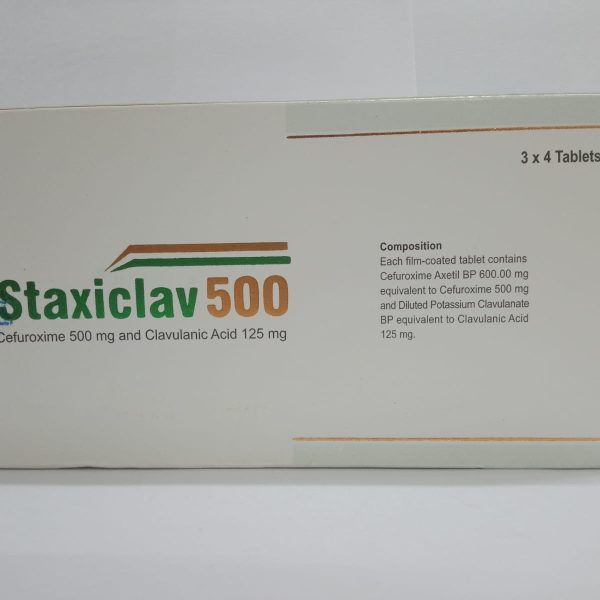 3 x 4 Tablets
Staxiclav 500
Cefuroxime 500 mg and Clavulanic Acid 125 mg
Composition
Each film-coated tablet contains
Cefuroxime Axetil BP 600.00 mg
equivalent to Cefuroxime 500 mg
and Diluted Potassium Clavulanate
BP equivalent to Clavulanic Acid
125 mg.